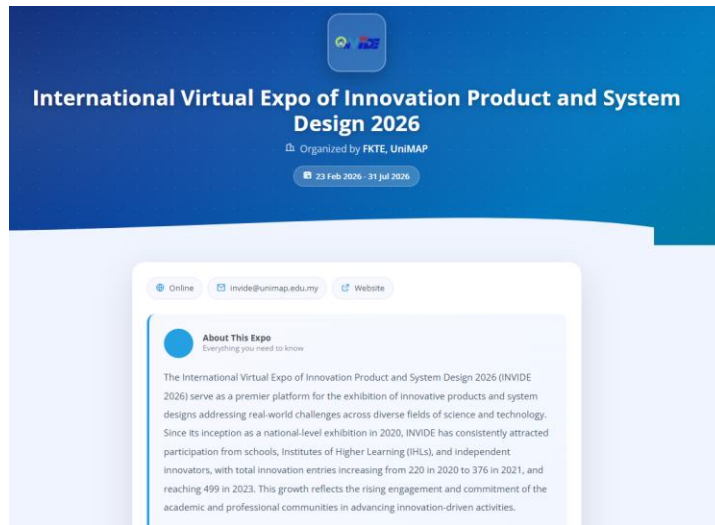 INVIDE
International Virtual Expo of Innovation Product and System
Design 2026
Organized by FKTE, UniMAP
23 Feb 2026 - 31 Jul 2026
Online
invide@unimap.edu.my
Website
About This Expo
Everything you need to know
The International Virtual Expo of Innovation Product and System Design 2026 (INVIDE
2026) serve as a premier platform for the exhibition of innovative products and system
designs addressing real-world challenges across diverse fields of science and technology.
Since its inception as a national-level exhibition in 2020, INVIDE has consistently attracted
participation from schools, Institutes of Higher Learning (IHLs), and independent
innovators, with total innovation entries increasing from 220 in 2020 to 376 in 2021, and
reaching 499 in 2023. This growth reflects the rising engagement and commitment of the
academic and professional communities in advancing innovation-driven activities.